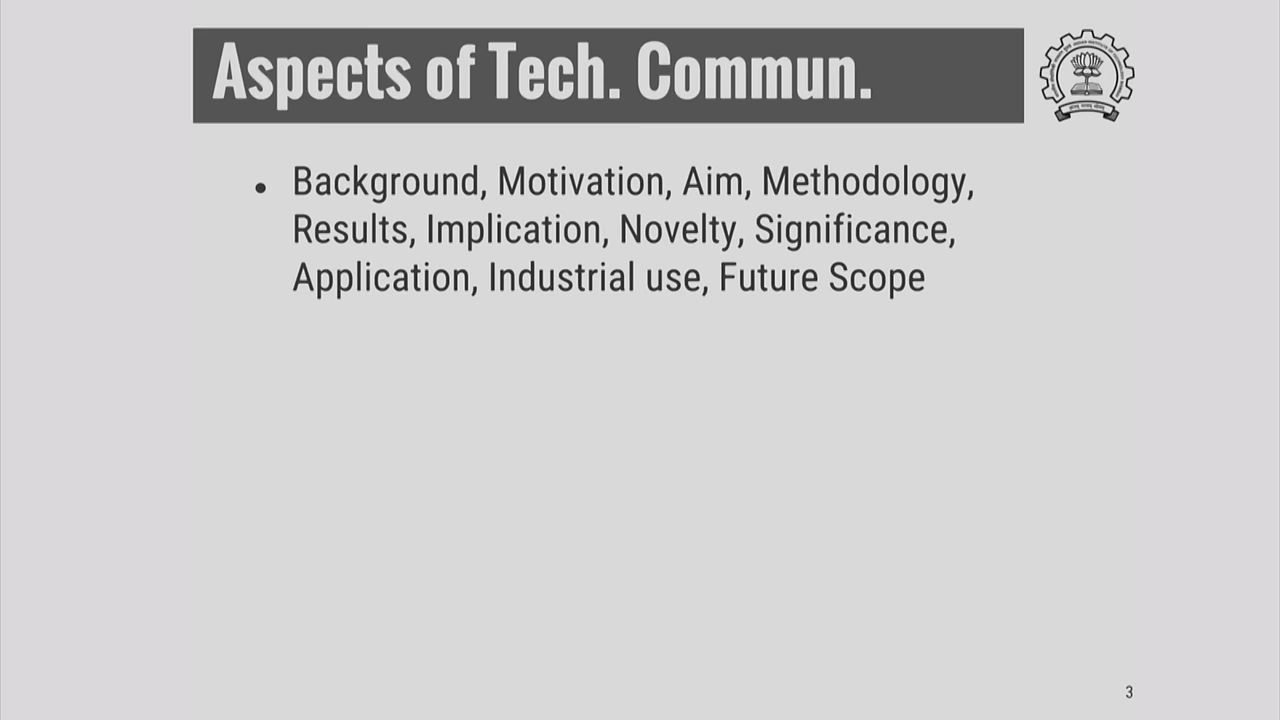 Aspects of Tech. Commun.
• Background, Motivation, Aim, Methodology,
Results, Implication, Novelty, Significance,
Application, Industrial use, Future Scope
3